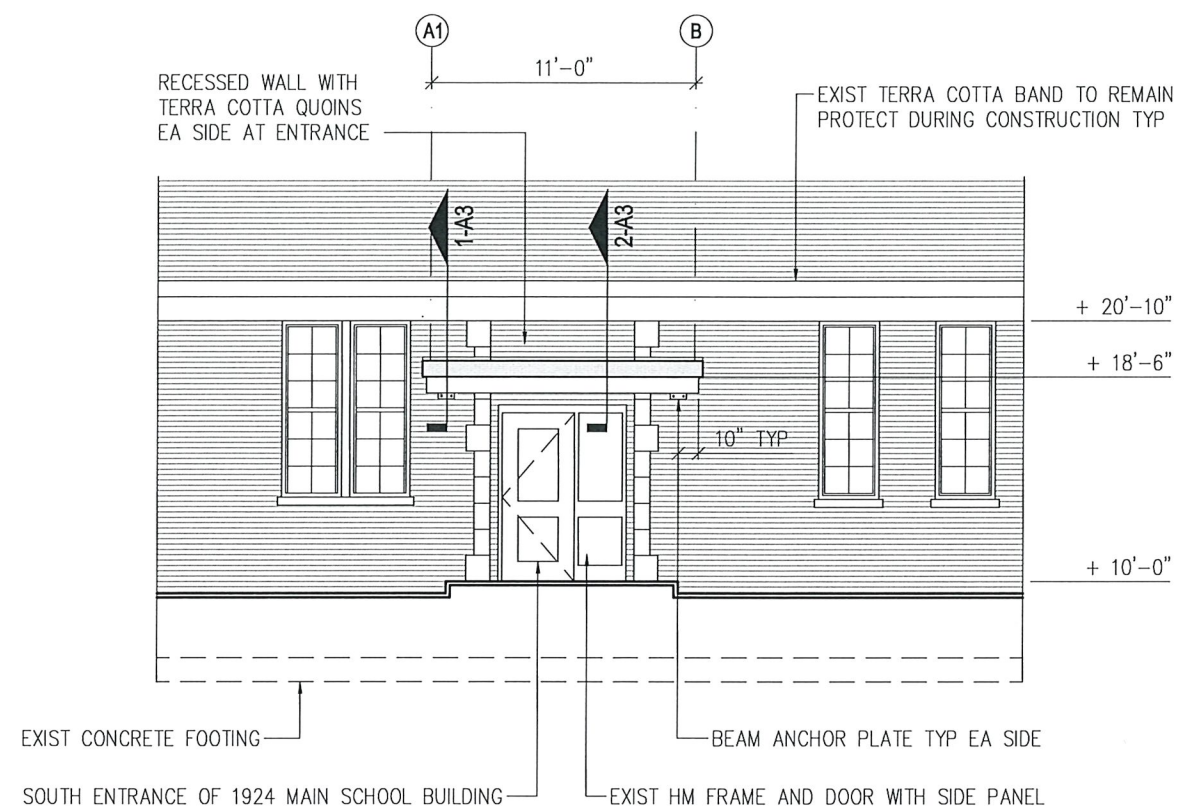 A1
B
11'-0"
RECESSED WALL WITH
TERRA COTTA QUOINS
EA SIDE AT ENTRANCE
EXIST TERRA COTTA BAND TO REMAIN
PROTECT DURING CONSTRUCTION TYP
1-A3
2-A3
+ 20'-10"
+ 18'-6"
10" TYP
+ 10'-0"
EXIST CONCRETE FOOTING
BEAM ANCHOR PLATE TYP EA SIDE
SOUTH ENTRANCE OF 1924 MAIN SCHOOL BUILDING
EXIST HM FRAME AND DOOR WITH SIDE PANEL